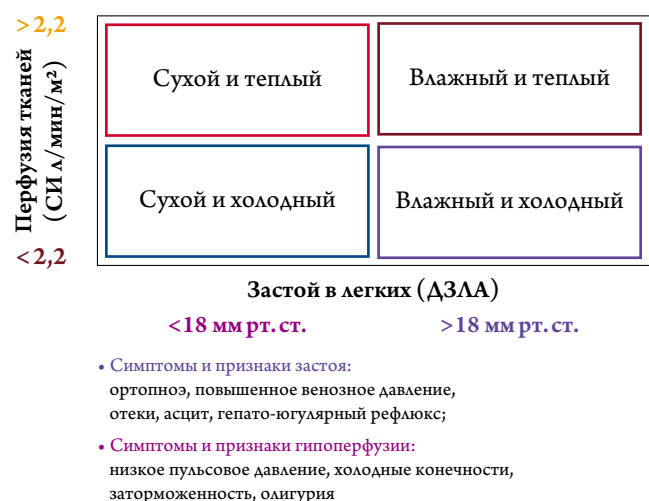 >2,2
Перфузия тканей
(СИ л/мин/м²)
<2,2
Сухой и теплый
Влажный и теплый
Сухой и холодный
Влажный и холодный
Застой в легких (ДЗЛА)
<18 мм рт. ст.
>18 мм рт. ст.
• Симптомы и признаки застоя:
ортопноэ, повышенное венозное давление,
отеки, асцит, гепато-югулярный рефлюкс;
• Симптомы и признаки гипоперфузии:
низкое пульсовое давление, холодные конечности,
заторможенность, олигурия